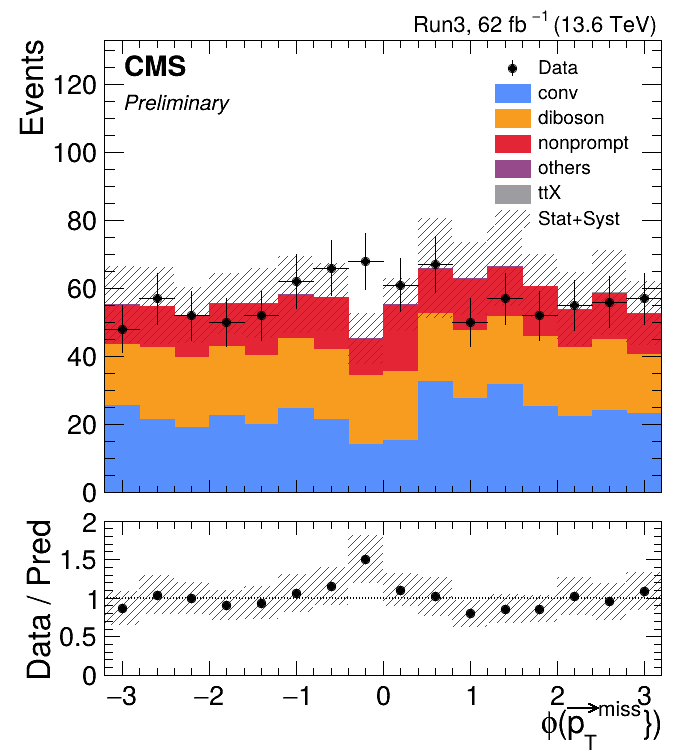 Run3, 62 fb⁻¹ (13.6 TeV)
CMS
Preliminary
Events
120
100
80
60
40
20
0
Data
conv
diboson
nonprompt
others
ttX
Stat+Syst
Data / Pred
2
1.5
1
0.5
0
−3 −2 −1 0 1 2 3
ϕ(p⃗_T^miss})